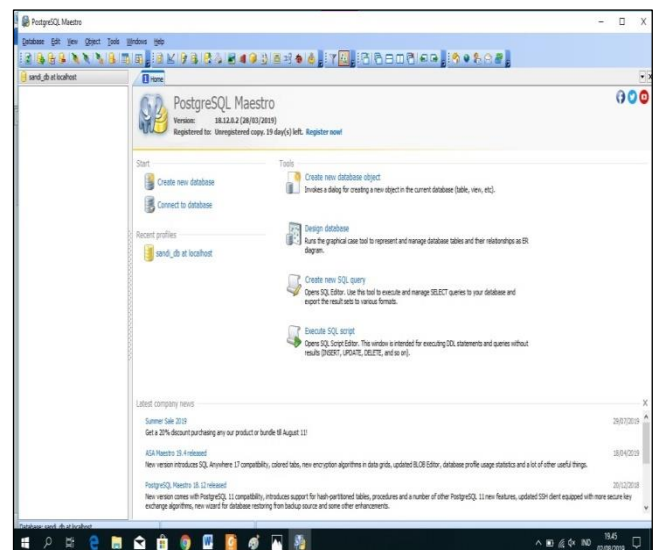 PostgreSQL Maestro
Database Edit View Object Tools Windows Help
sandi_db at localhost
Home
PostgreSQL Maestro
Version: 18.12.0.2 (28/03/2019)
Registered to: Unregistered copy. 19 day(s) left. Register now!
Start
Create new database
Connect to database
Recent profiles
sandi_db at localhost
Tools
Create new database object
Invokes a dialog for creating a new object in the current database (table, view, etc).
Design database
Runs the graphical case tool to represent and manage database tables and their relationships as ER
diagram.
Create new SQL query
Opens SQL Editor. Use this tool to execute and manage SELECT queries to your database and
export the result sets to various formats.
Execute SQL script
Opens SQL Script Editor. This window is intended for executing DDL statements and queries without
results (INSERT, UPDATE, DELETE, and so on).
Latest company news
Summer Sale 2019 29/07/2019
Get a 20% discount purchasing any our product or bundle till August 11!
ASA Maestro 19.4 released 18/04/2019
New version introduces SQL Anywhere 17 compatibility, colored tabs, new encryption algorithms in data grids, updated BLOB Editor, database profile usage statistics and a lot of other useful things.
PostgreSQL Maestro 18.12 released 20/12/2018
New version comes with PostgreSQL 11 compatibility, introduces support for hash-partitioned tables, procedures and a number of other PostgreSQL 11 new features, updated SSH client equipped with more secure key
exchange algorithms, new wizard for database restoring from backup source and some other enhancements.
Database: sandi_db at localhost
IND
19.45
02/08/2019